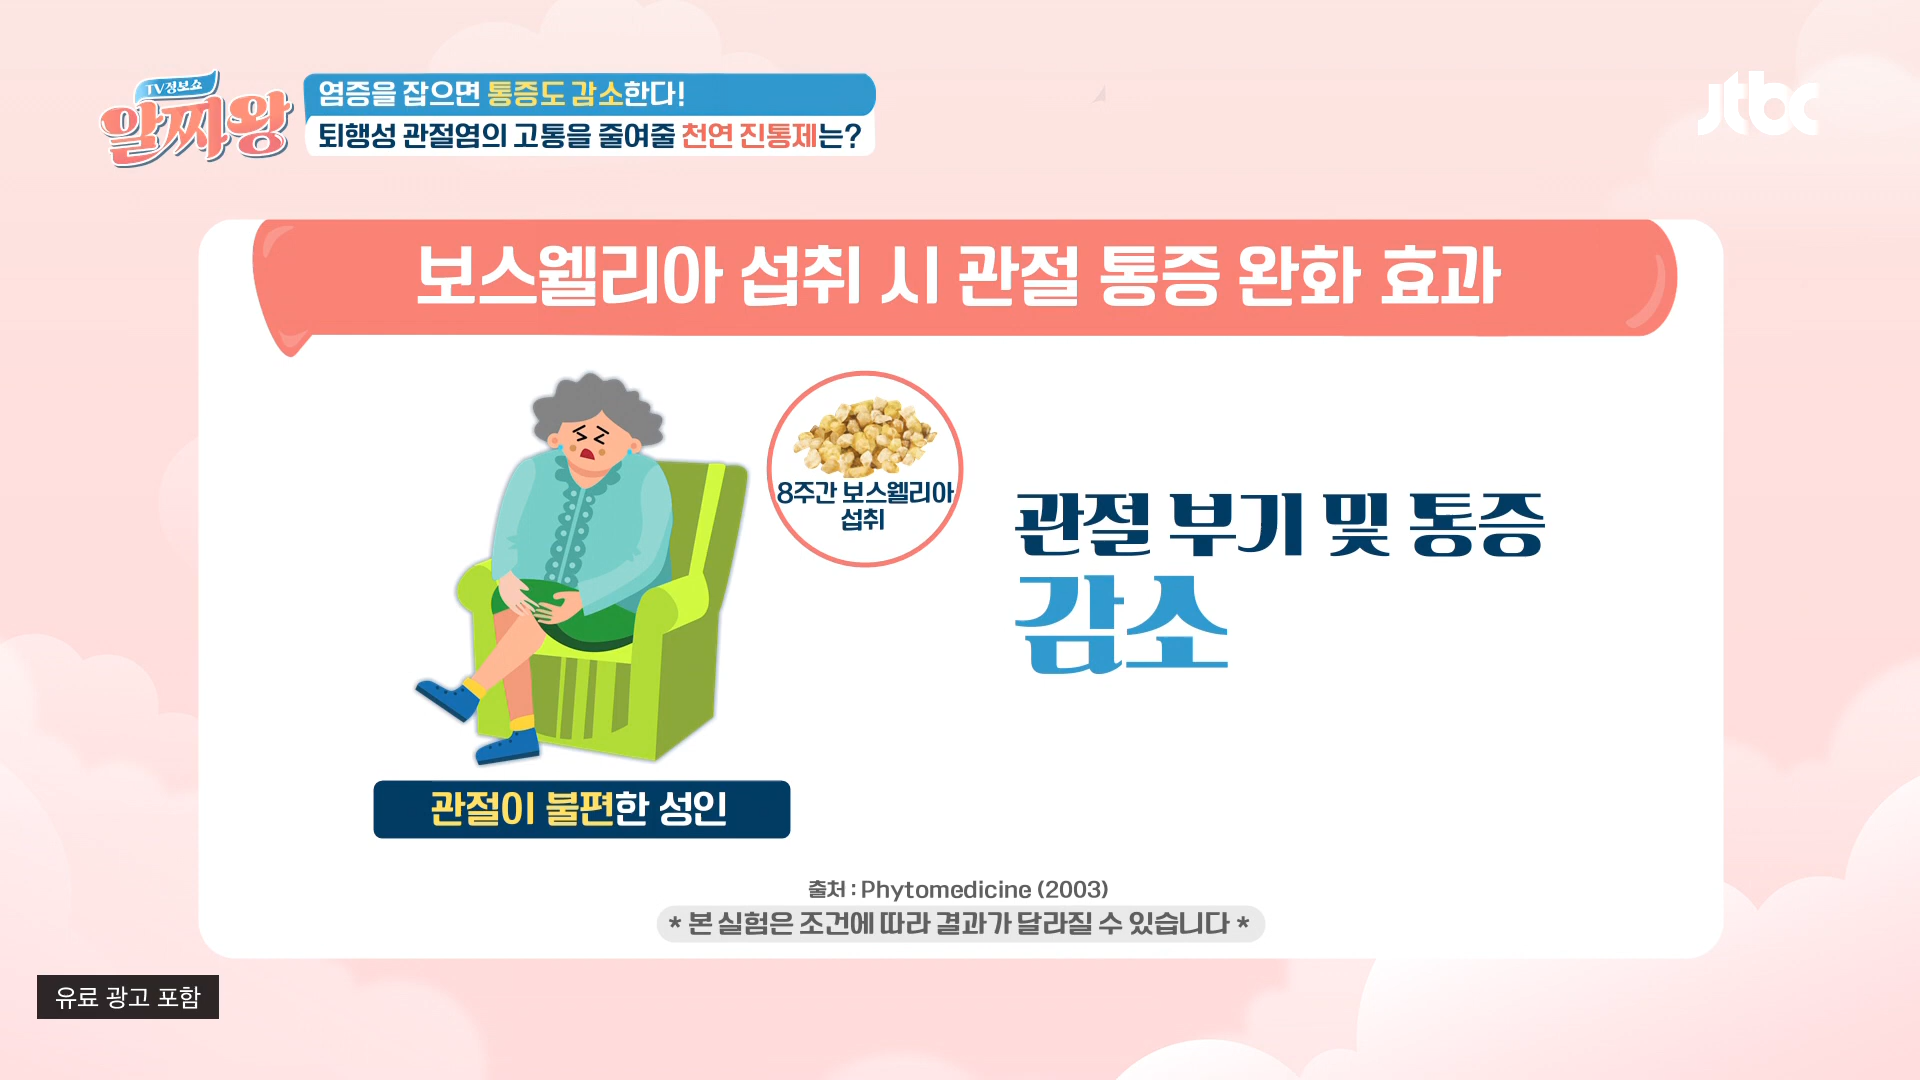 TV정보쇼
알짜왕
염증을 잡으면 통증도 감소한다!
퇴행성 관절염의 고통을 줄여줄 천연 진통제는?
jtbc
보스웰리아 섭취 시 관절 통증 완화 효과
8주간 보스웰리아
섭취
관절 부기 및 통증
감소
관절이 불편한 성인
출처 : Phytomedicine (2003)
* 본 실험은 조건에 따라 결과가 달라질 수 있습니다 *
유료 광고 포함